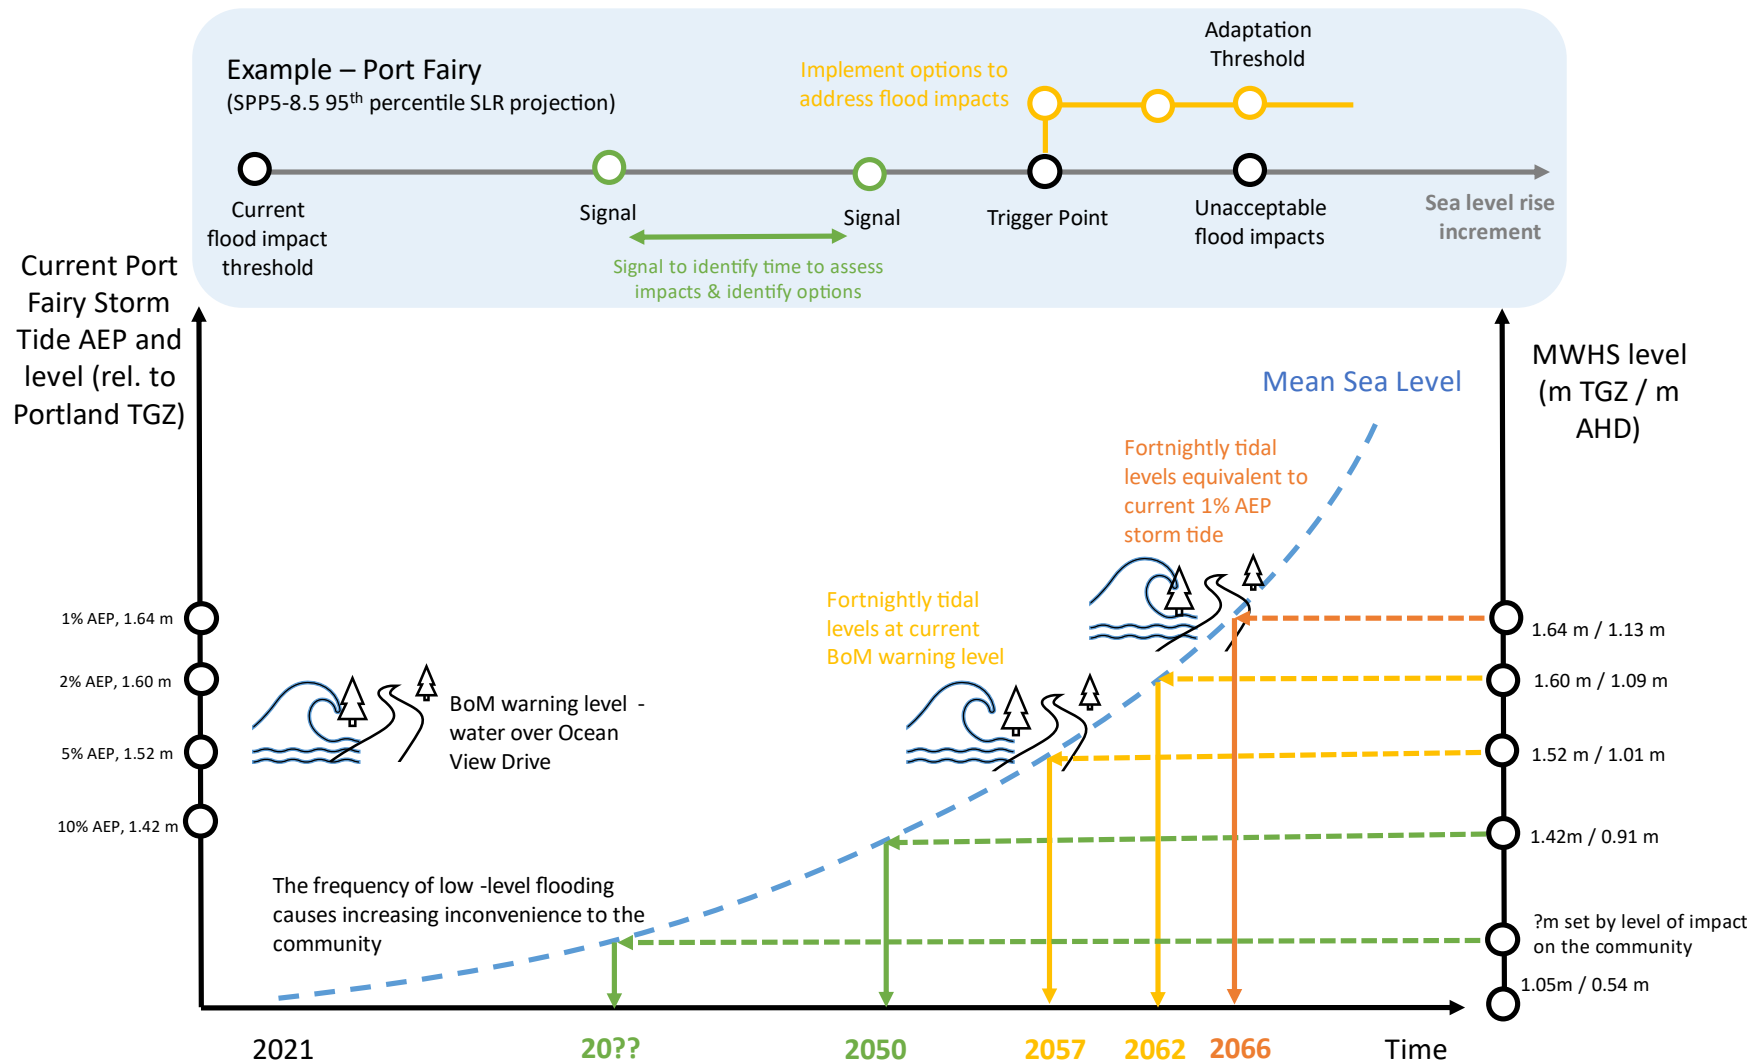 Example – Port Fairy
(SPP5-8.5 95th percentile SLR projection)
Implement options to
address flood impacts
Adaptation
Threshold
Current
flood impact
threshold
Signal
Signal
Trigger Point
Unacceptable
flood impacts
Sea level rise
increment
Signal to identify time to assess
impacts & identify options
Current Port
Fairy Storm
Tide AEP and
level (rel. to
Portland TGZ)
MWHS level
(m TGZ / m
AHD)
Mean Sea Level
Fortnightly tidal
levels equivalent to
current 1% AEP
storm tide
Fortnightly tidal
levels at current
BoM warning level
1% AEP, 1.64 m
2% AEP, 1.60 m
5% AEP, 1.52 m
10% AEP, 1.42 m
BoM warning level -
water over Ocean
View Drive
The frequency of low -level flooding
causes increasing inconvenience to the
community
1.64 m / 1.13 m
1.60 m / 1.09 m
1.52 m / 1.01 m
1.42m / 0.91 m
?m set by level of impact
on the community
1.05m / 0.54 m
2021
20??
2050
2057
2062
2066
Time